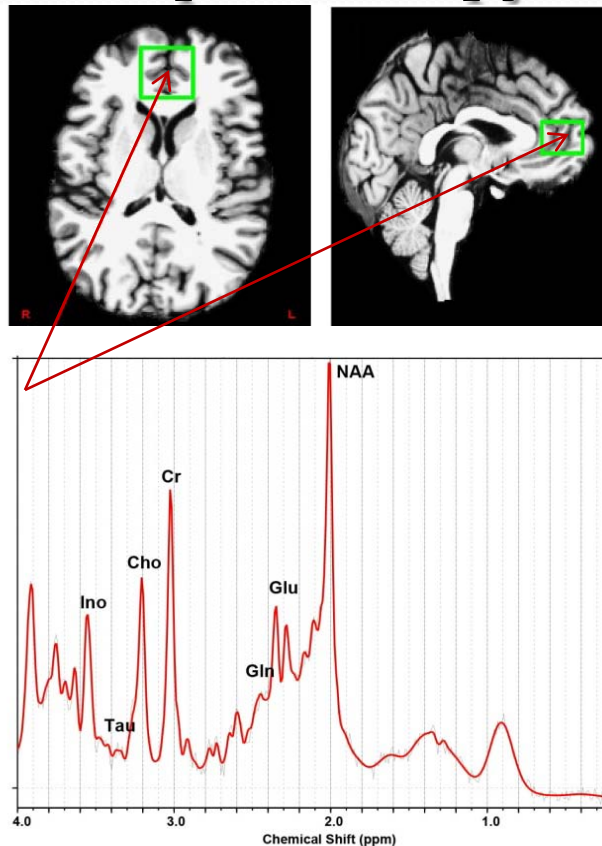 R
L
NAA
Cr
Cho
Ino
Glu
Gln
Tau
4.0
3.0
2.0
1.0
Chemical Shift (ppm)